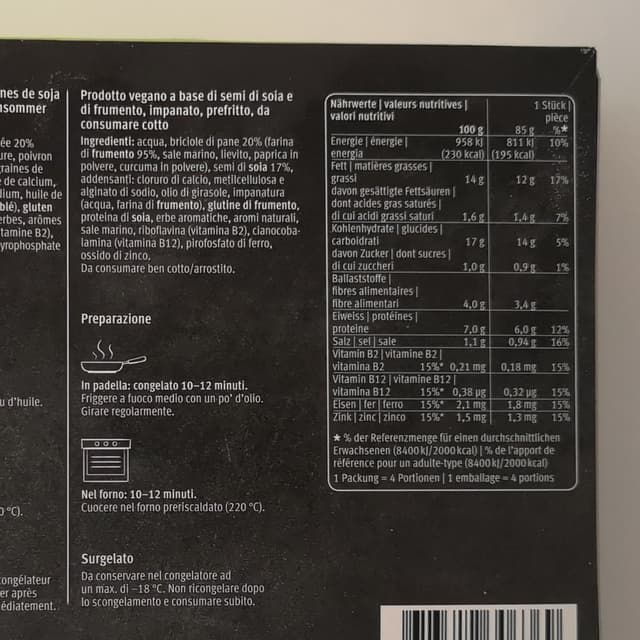 nes de soja
nsommer
ée 20%
ure, poivron
raines de
de calcium,
dium, huile de
blé), gluten
erbes, arômes
tamine B2),
yrophosphate
u d'huile.
0 °C).
congélateur
er après
édiatement.
Prodotto vegano a base di semi di soia e
di frumento, impanato, prefritto, da
consumare cotto
Ingredienti: acqua, briciole di pane 20% (farina
di frumento 95%, sale marino, lievito, paprica in
polvere, curcuma in polvere), semi di soia 17%,
addensanti: cloruro di calcio, metilcellulosa e
alginato di sodio, olio di girasole, impanatura
(acqua, farina di frumento), glutine di frumento,
proteina di soia, erbe aromatiche, aromi naturali,
sale marino, riboflavina (vitamina B2), cianocoba-
lamina (vitamina B12), pirofosfato di ferro,
ossido di zinco.
Da consumare ben cotto/arrostito.
Preparazione
In padella: congelato 10–12 minuti.
Friggere a fuoco medio con un po' d'olio.
Girare regolarmente.
Nel forno: 10–12 minuti.
Cuocere nel forno preriscaldato (220 °C).
Surgelato
Da conservare nel congelatore ad
un max. di –18 °C. Non ricongelare dopo
lo scongelamento e consumare subito.
Nährwerte | valeurs nutritives | 1 Stück |
valori nutritivi pièce
100 g 85 g %*
Energie | énergie | 958 kJ 811 kJ 10%
energia (230 kcal) (195 kcal)
Fett | matières grasses |
grassi 14 g 12 g 17%
davon gesättigte Fettsäuren |
dont acides gras saturés |
di cui acidi grassi saturi 1,6 g 1,4 g 7%
Kohlenhydrate | glucides |
carboidrati 17 g 14 g 5%
davon Zucker | dont sucres |
di cui zuccheri 1,0 g 0,9 g 1%
Ballaststoffe |
fibres alimentaires |
fibre alimentari 4,0 g 3,4 g
Eiweiss | protéines |
proteine 7,0 g 6,0 g 12%
Salz | sel | sale 1,1 g 0,94 g 16%
Vitamin B2 | vitamine B2 |
vitamina B2 15%* 0,21 mg 0,18 mg 15%
Vitamin B12 | vitamine B12 |
vitamina B12 15%* 0,38 µg 0,32 µg 15%
Eisen | fer | ferro 15%* 2,1 mg 1,8 mg 15%
Zink | zinc | zinco 15%* 1,5 mg 1,3 mg 15%
* % der Referenzmenge für einen durchschnittlichen
Erwachsenen (8400 kJ/2000 kcal) | % de l'apport de
référence pour un adulte-type (8400 kJ/2000 kcal)
1 Packung = 4 Portionen | 1 emballage = 4 portions